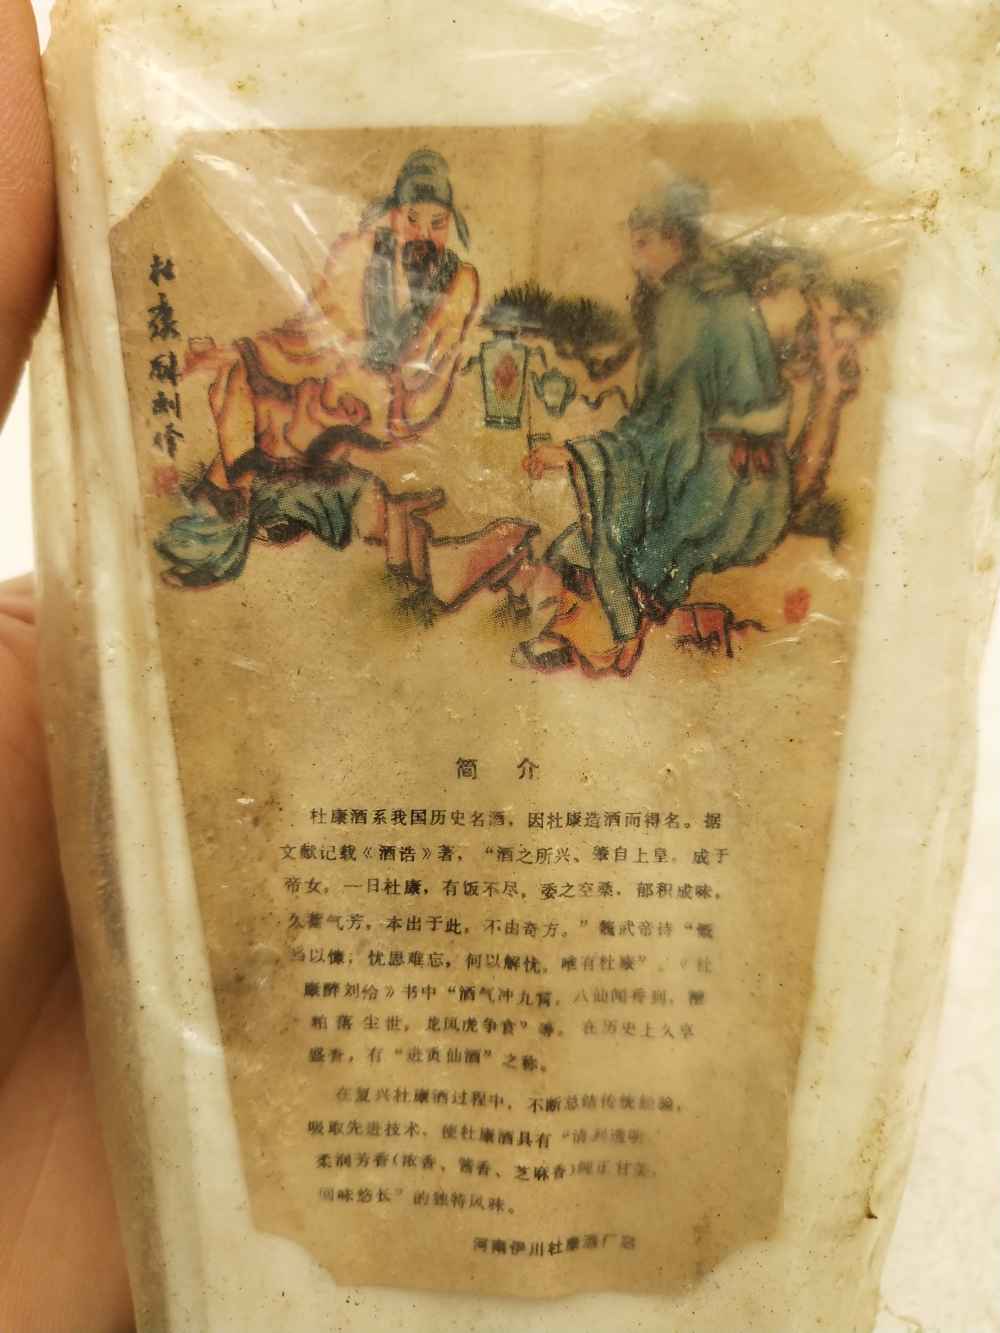 杜康醉刘伶
简 介
杜康酒系我国历史名酒，因杜康造酒而得名。据
文献记载《酒诰》著，“酒之所兴、肇自上皇。成于
帝女。一曰杜康，有饭不尽，委之空桑，郁积成味，
久蓄气芳。本出于此，不由奇方。”魏武帝诗“慨
当以慷，忧思难忘，何以解忧，唯有杜康”。《杜
康醉刘伶》书中“酒气冲九霄，八仙闻香到，醩
粕落尘世，龙凤虎争食”等。在历史上久享
盛香，有“进贡仙酒”之称。
在复兴杜康酒过程中，不断总结传统经验，
吸取先进技术，使杜康酒具有“清冽透明，
柔润芳香(浓香、酱香、芝麻香)纯正甘美，
回味悠长”的独特风味。
河南伊川杜康酒厂